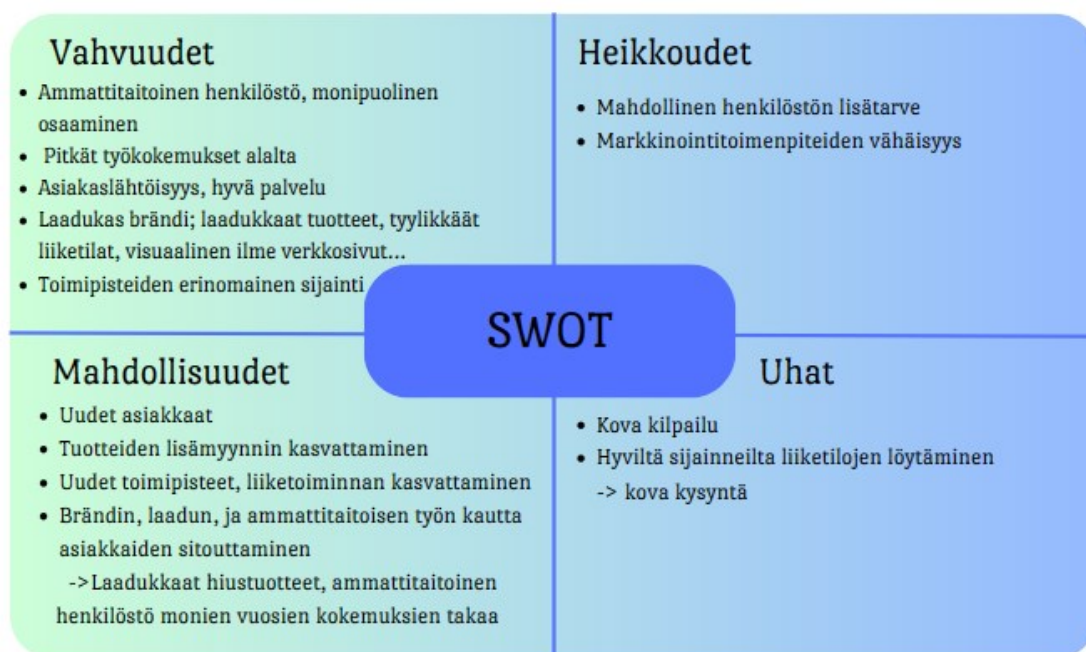 Vahvuudet
• Ammattitaitoinen henkilöstö, monipuolinen
osaaminen
• Pitkät työkokemukset alalta
• Asiakaslähtöisyys, hyvä palvelu
• Laadukas brändi; laadukkaat tuotteet, tyylikkäät
liiketilat, visuaalinen ilme verkkosivut...
• Toimipisteiden erinomainen sijainti
Heikkoudet
• Mahdollinen henkilöstön lisätarve
• Markkinointitoimenpiteiden vähäisyys
SWOT
Mahdollisuudet
• Uudet asiakkaat
• Tuotteiden lisämyynnin kasvattaminen
• Uudet toimipisteet, liiketoiminnan kasvattaminen
• Brändin, laadun, ja ammattitaitoisen työn kautta
asiakkaiden sitouttaminen
->Laadukkaat hiustuotteet, ammattitaitoinen
henkilöstö monien vuosien kokemuksien takaa
Uhat
• Kova kilpailu
• Hyviltä sijainneilta liiketilojen löytäminen
-> kova kysyntä